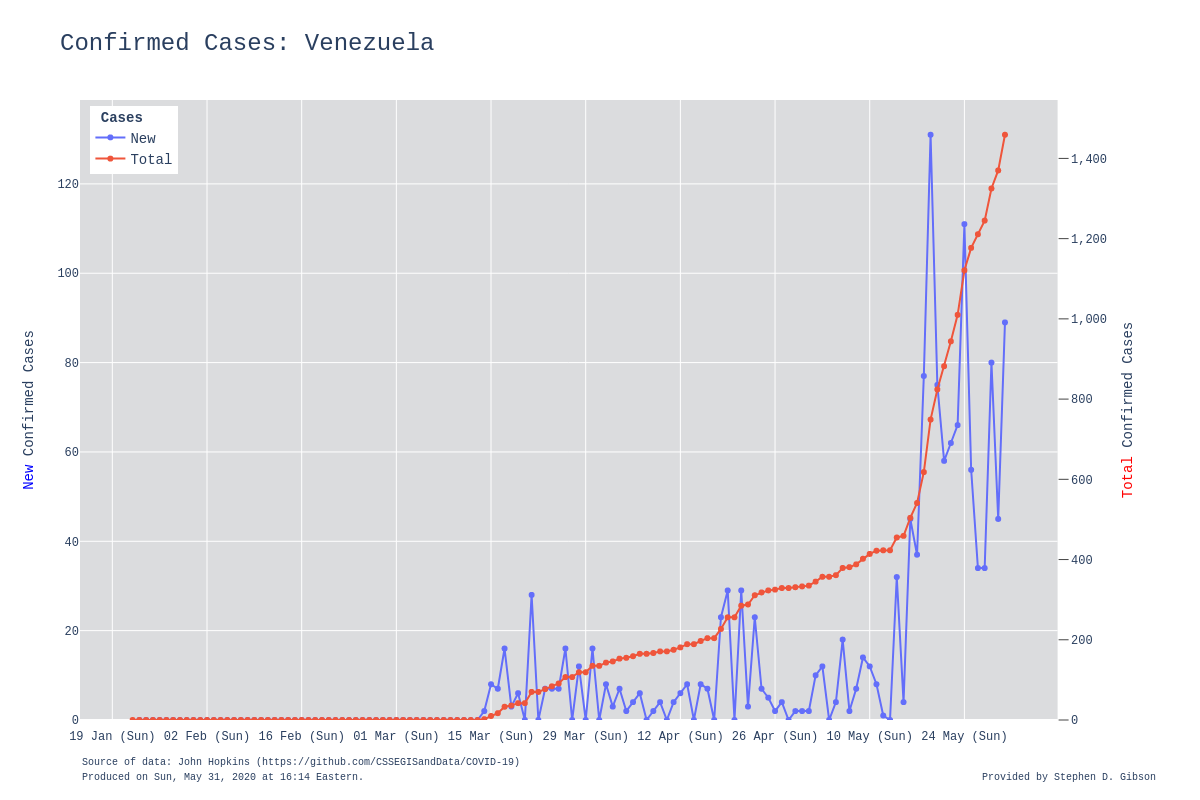 Confirmed Cases: Venezuela
Cases
New
Total
120
100
80
60
40
20
0
1,400
1,200
1,000
800
600
400
200
0
New Confirmed Cases
Total Confirmed Cases
19 Jan (Sun) 02 Feb (Sun) 16 Feb (Sun) 01 Mar (Sun) 15 Mar (Sun) 29 Mar (Sun) 12 Apr (Sun) 26 Apr (Sun) 10 May (Sun) 24 May (Sun)
Source of data: John Hopkins (https://github.com/CSSEGISandData/COVID-19)
Produced on Sun, May 31, 2020 at 16:14 Eastern.
Provided by Stephen D. Gibson